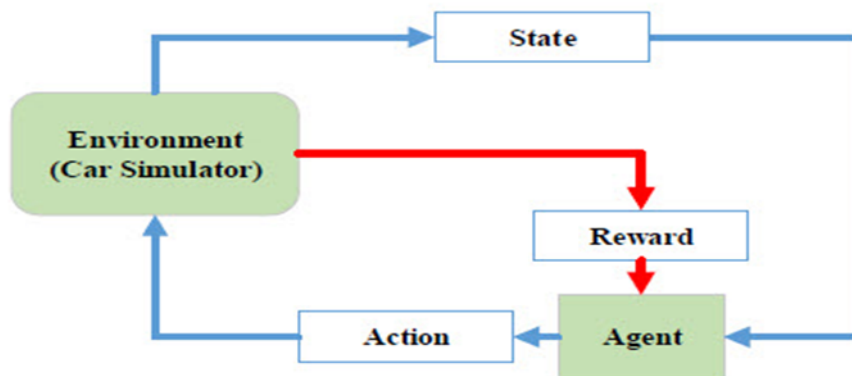 State
Environment
(Car Simulator)
Reward
Action
Agent